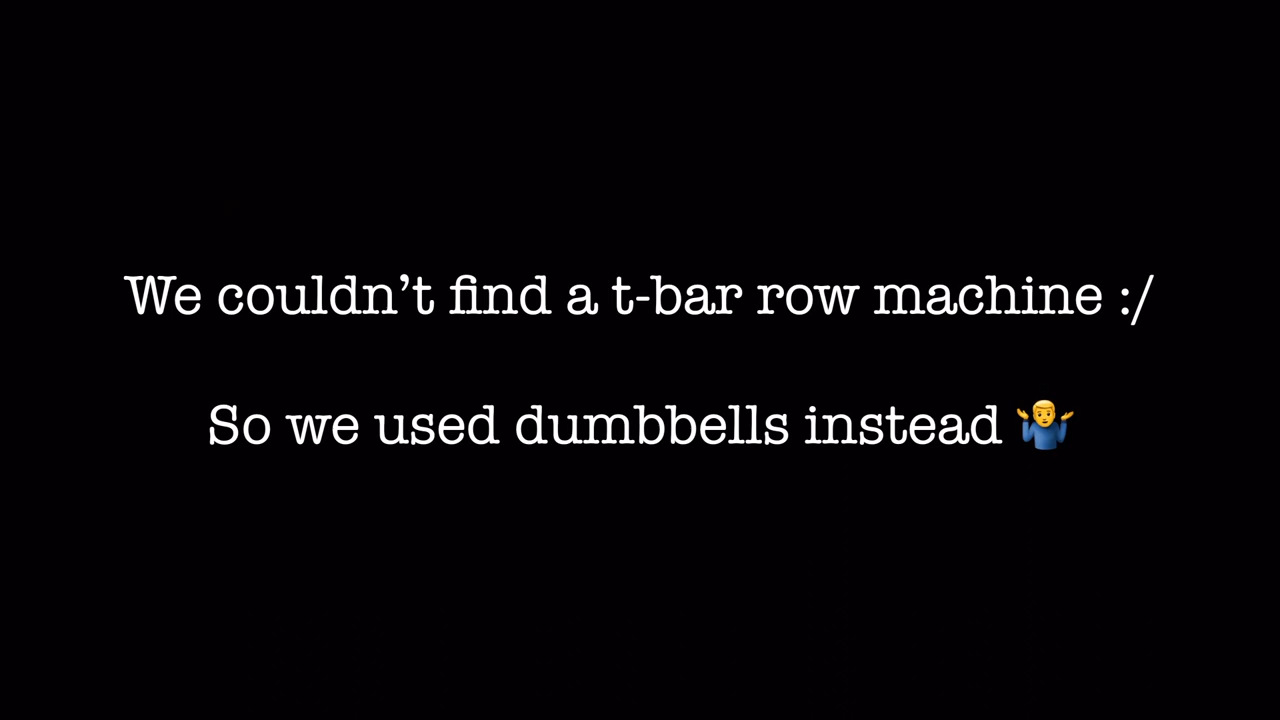 We couldn’t find a t-bar row machine :/
So we used dumbbells instead 🤷‍♂️